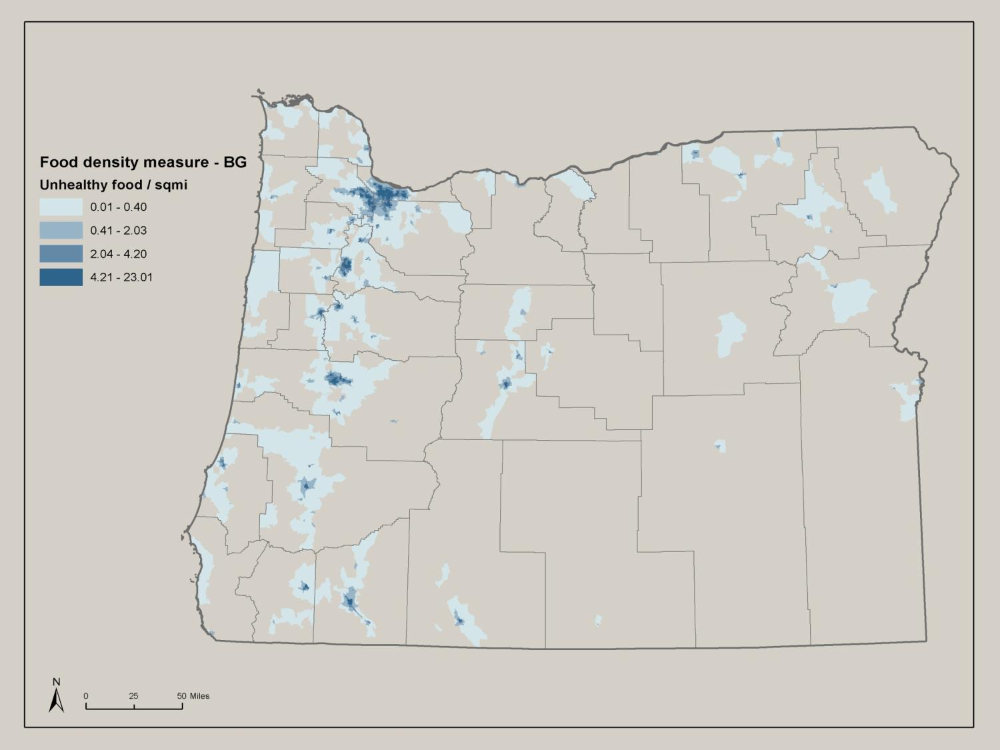 Food density measure - BG
Unhealthy food / sqmi
0.01 - 0.40
0.41 - 2.03
2.04 - 4.20
4.21 - 23.01
N
0 25 50 Miles